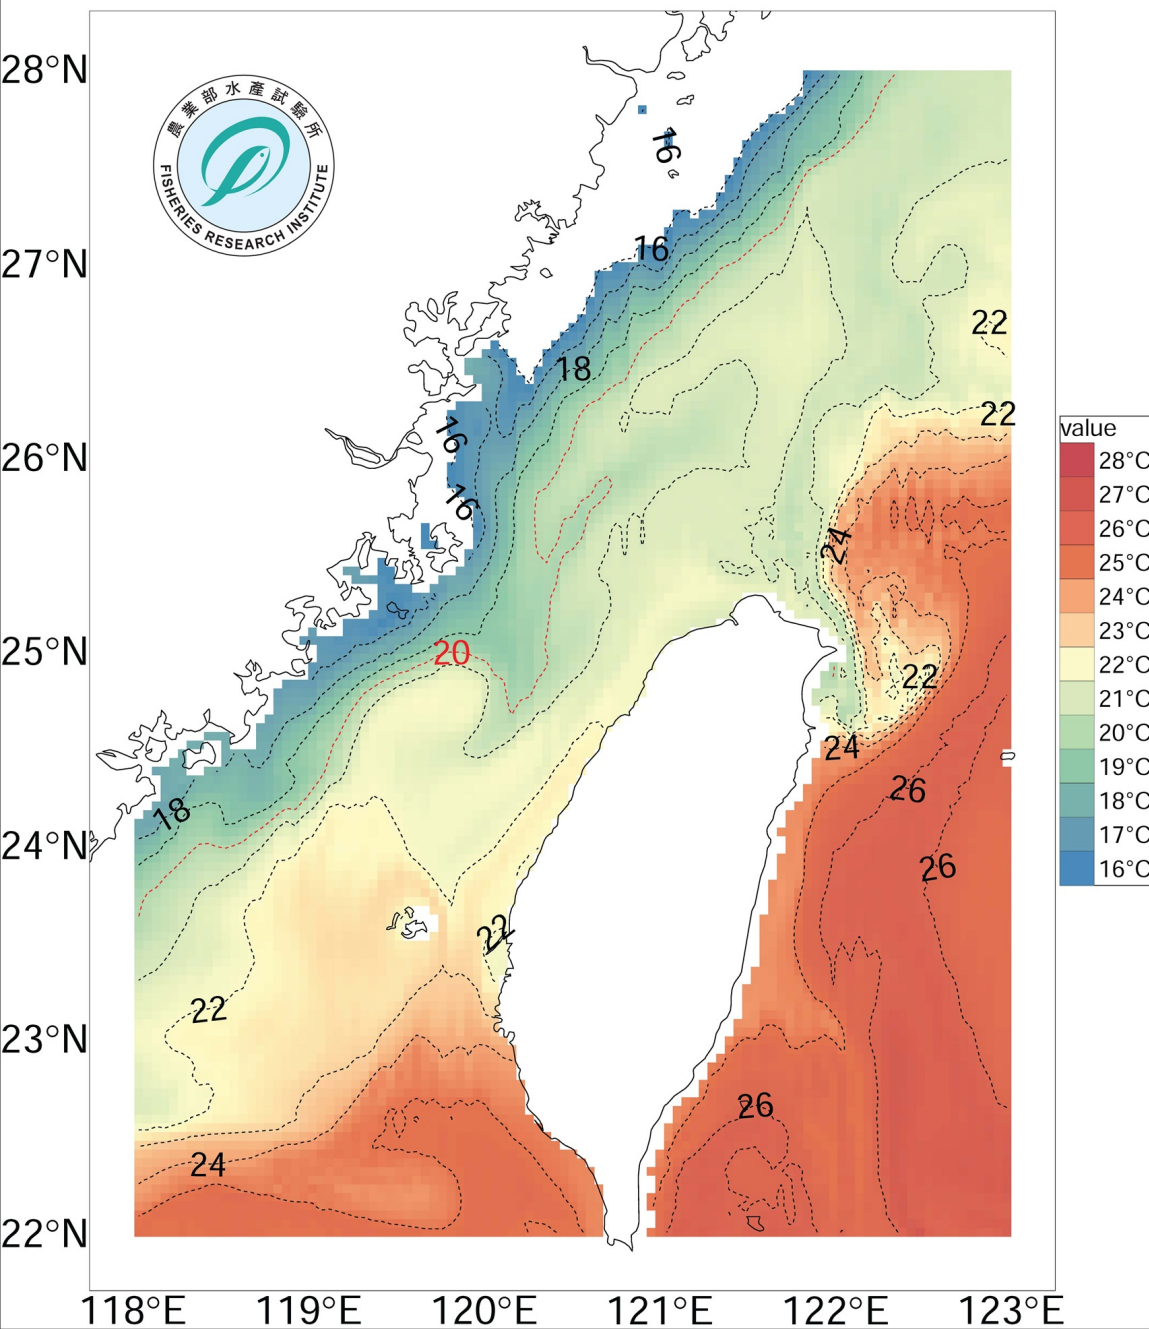 28°N
農業部水產試驗所
FISHERIES RESEARCH INSTITUTE
16
27°N
16
22
18
22
26°N
16
16
24
25°N
20
22
24
26
18
24°N
26
22
22
23°N
26
24
22°N
118°E
119°E
120°E
121°E
122°E
123°E
value
28°C
27°C
26°C
25°C
24°C
23°C
22°C
21°C
20°C
19°C
18°C
17°C
16°C